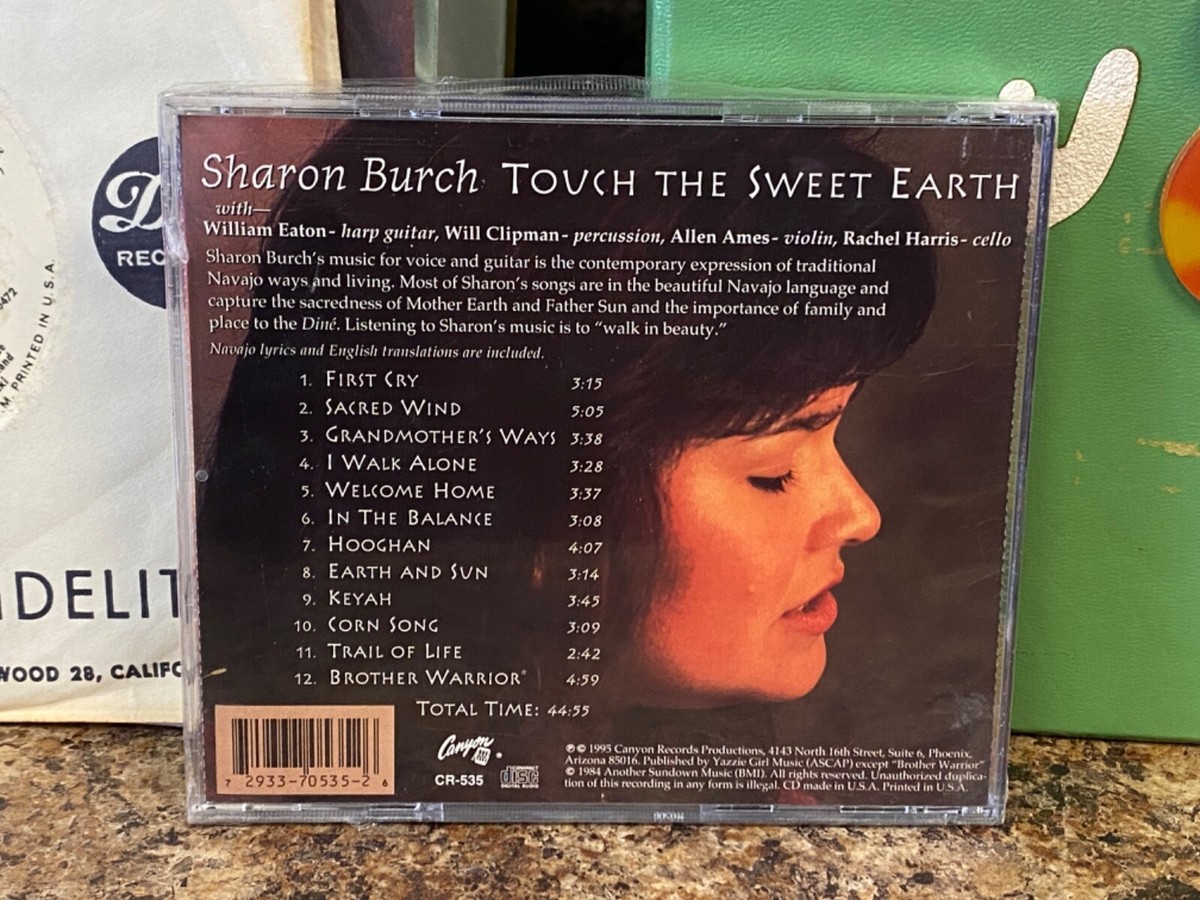 Sharon Burch TOUCH THE SWEET EARTH
with—
William Eaton- harp guitar, Will Clipman- percussion, Allen Ames- violin, Rachel Harris- cello
Sharon Burch's music for voice and guitar is the contemporary expression of traditional
Navajo ways and living. Most of Sharon's songs are in the beautiful Navajo language and
capture the sacredness of Mother Earth and Father Sun and the importance of family and
place to the Diné. Listening to Sharon's music is to "walk in beauty."
Navajo lyrics and English translations are included.
1. FIRST CRY 3:15
2. SACRED WIND 5:05
3. GRANDMOTHER'S WAYS 3:38
4. I WALK ALONE 3:28
5. WELCOME HOME 3:37
6. IN THE BALANCE 3:08
7. HOOGHAN 4:07
8. EARTH AND SUN 3:14
9. KEYAH 3:45
10. CORN SONG 3:09
11. TRAIL OF LIFE 2:42
12. BROTHER WARRIOR* 4:59
TOTAL TIME: 44:55
7 2933-70535-2 6
Canyon
CR-535
COMPACT
disc
DIGITAL AUDIO
℗© 1995 Canyon Records Productions, 4143 North 16th Street, Suite 6, Phoenix,
Arizona 85016. Published by Yazzie Girl Music (ASCAP) except "Brother Warrior"
© 1984 Another Sundown Music (BMI). All rights reserved. Unauthorized duplica-
tion of this recording in any form is illegal. CD made in U.S.A. Printed in U.S.A.
D
REC
PRINTED IN U.S.A.
IDELIT
WOOD 28, CALIFO